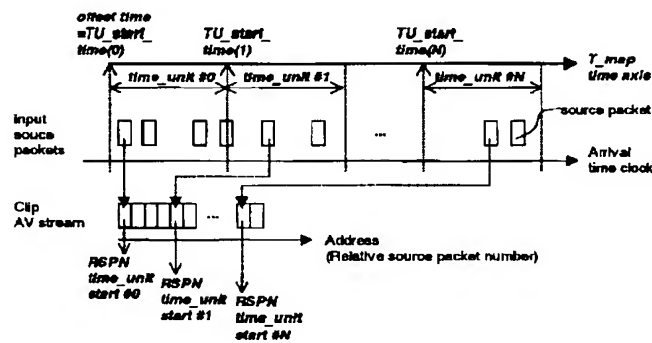 offset time
=TU_start_
time(0)
TU_start_
time(1)
TU_start_
time(N)
T_map
time axis
time_unit #0
time_unit #1
time_unit #N
source packet
Input
souce
packets
...
Arrival
time clock
Clip
AV stream
...
Address
(Relative source packet number)
RSPN
time_unit
start #0
RSPN
time_unit
start #1
RSPN
time_unit
start #N